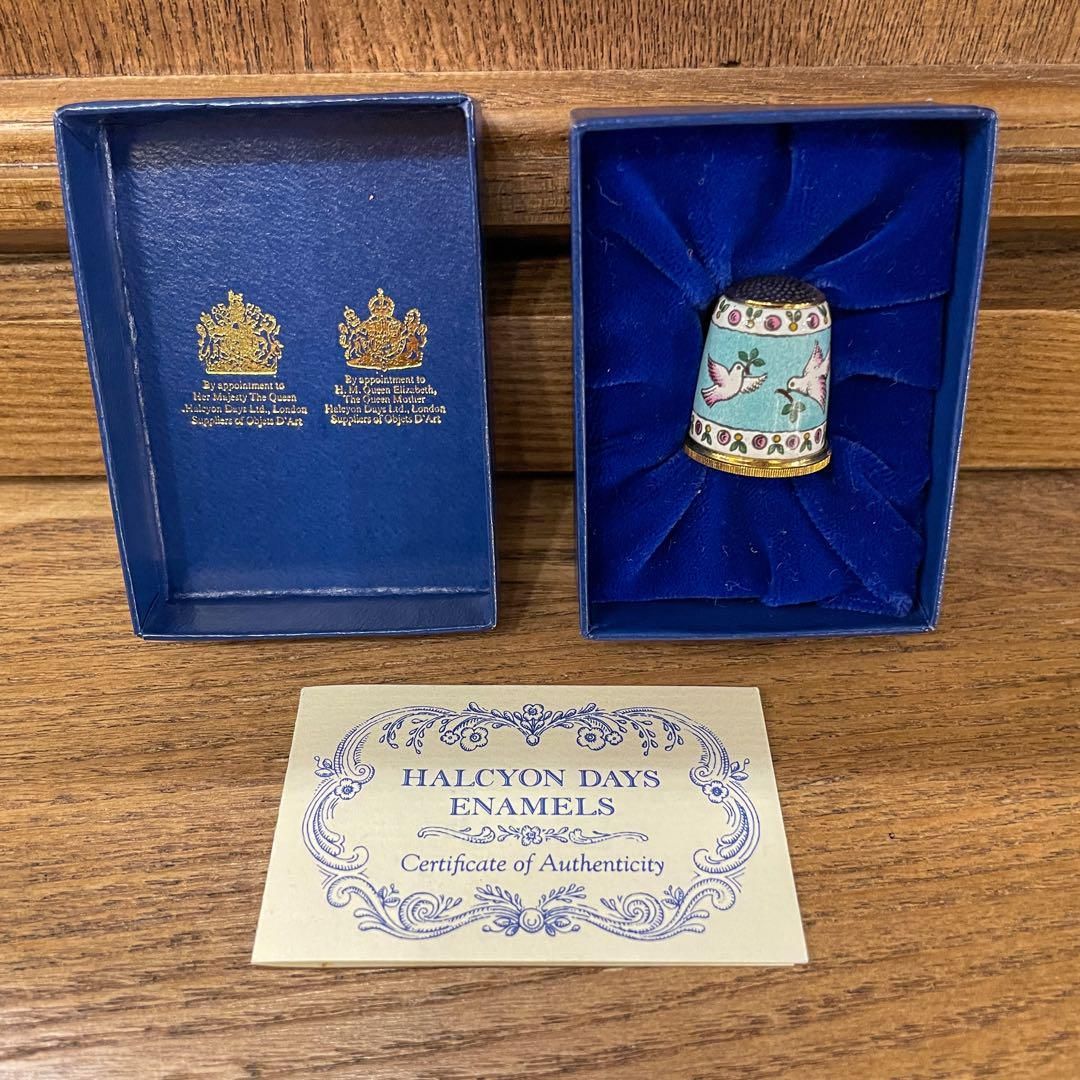 By appointment to
Her Majesty The Queen
Halcyon Days Ltd., London
Suppliers of Objets D'Art
By appointment to
H. M. Queen Elizabeth,
The Queen Mother
Halcyon Days Ltd., London
Suppliers of Objets D'Art
HALCYON DAYS
ENAMELS
Certificate of Authenticity